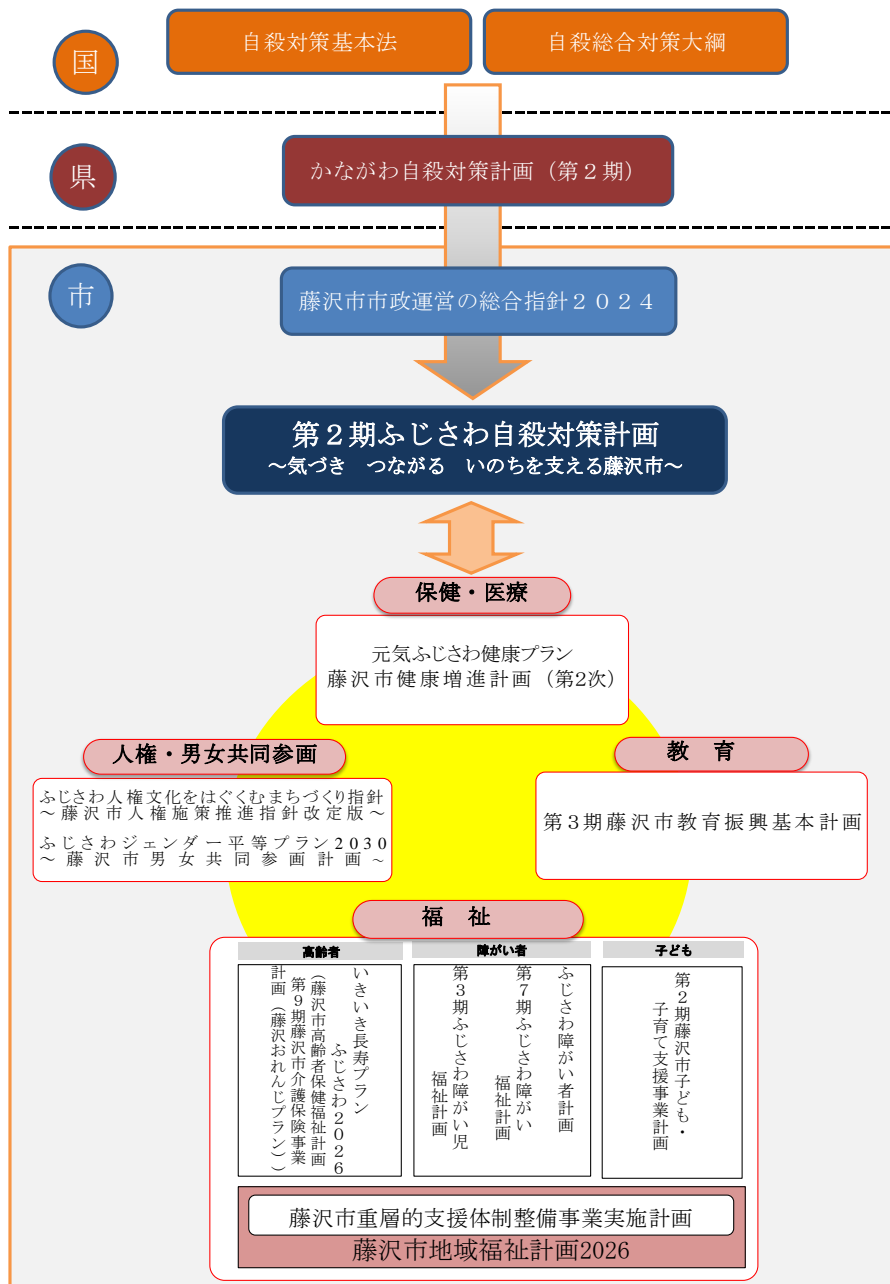 国
自殺対策基本法
自殺総合対策大綱
県
かながわ自殺対策計画（第２期）
市
藤沢市市政運営の総合指針２０２４
第２期ふじさわ自殺対策計画
～気づき　つながる　いのちを支える藤沢市～
保健・医療
元気ふじさわ健康プラン
藤沢市健康増進計画（第2次）
人権・男女共同参画
ふじさわ人権文化をはぐくむまちづくり指針
～藤沢市人権施策推進指針改定版～
ふじさわジェンダー平等プラン2030
～藤沢市男女共同参画計画～
教　育
第３期藤沢市教育振興基本計画
福　祉
高齢者
いきいき長寿プラン
ふじさわ２０２６
（藤沢市高齢者保健福祉計画
第９期藤沢市介護保険事業
計画（藤沢おれんじプラン））
障がい者
ふじさわ障がい者計画
第７期ふじさわ障がい
福祉計画
第３期ふじさわ障がい児
福祉計画
子ども
第２期藤沢市子ども・
子育て支援事業計画
藤沢市重層的支援体制整備事業実施計画
藤沢市地域福祉計画2026